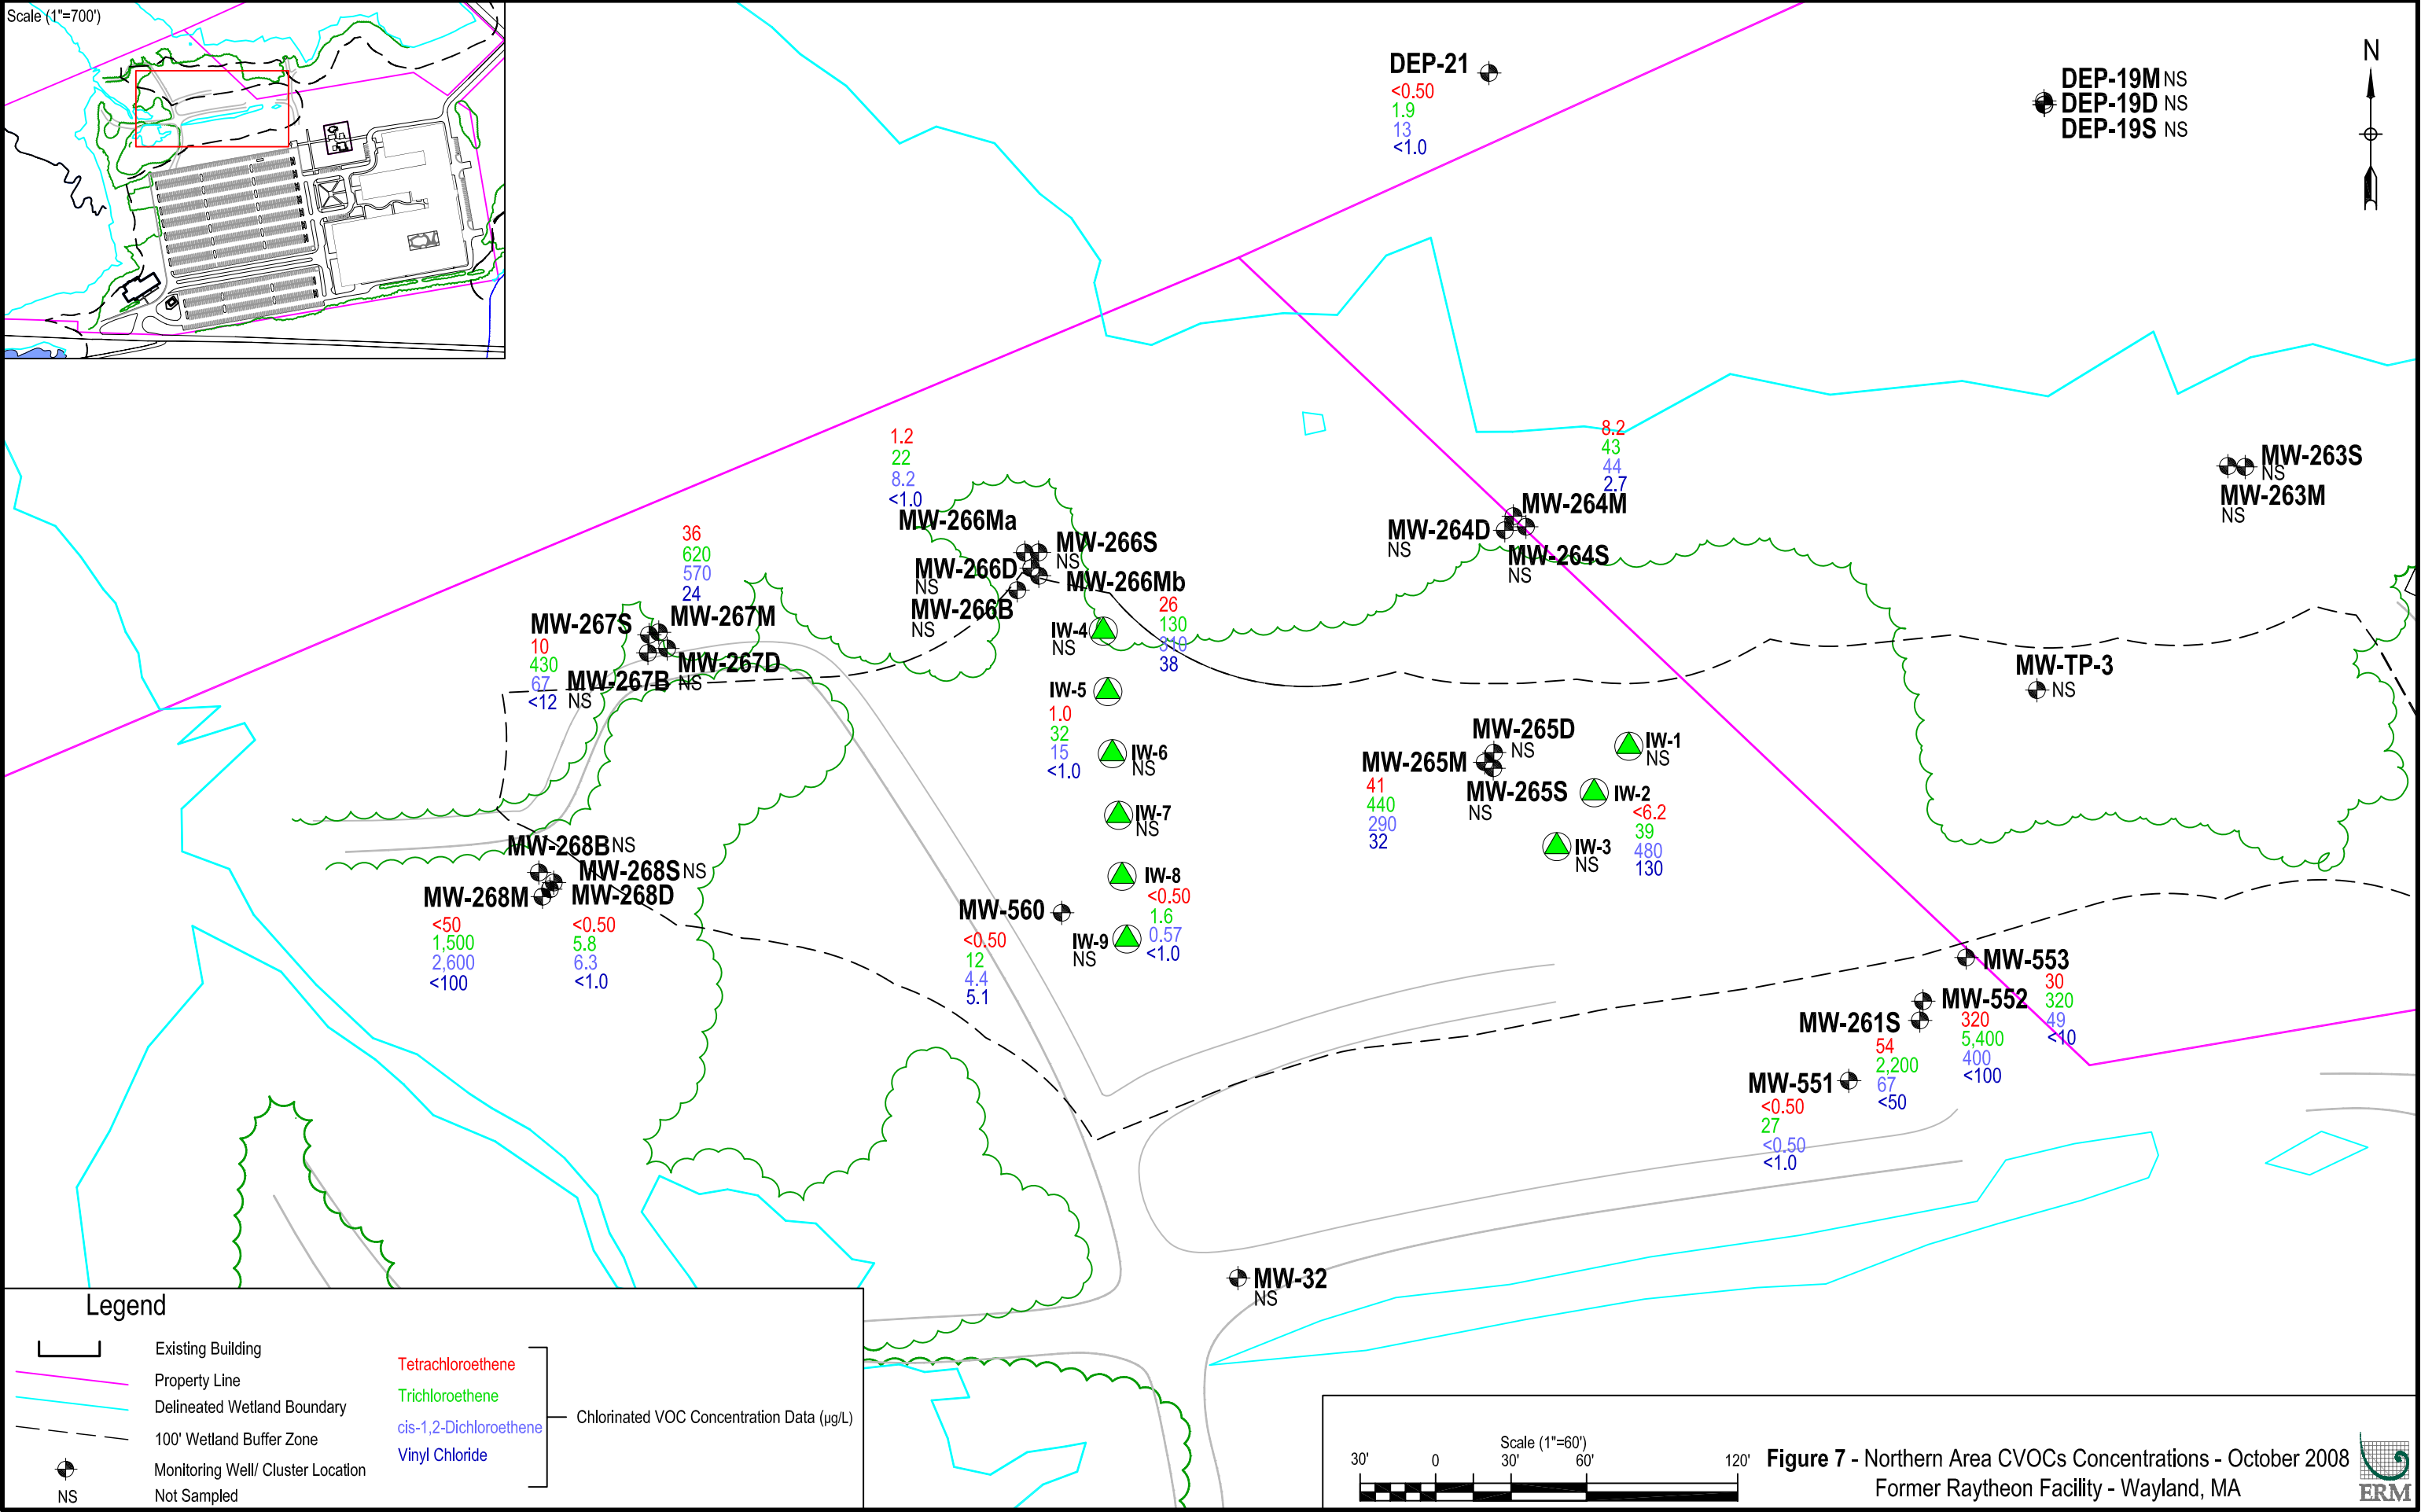 Scale (1"=700')
N
DEP-21
<0.50
1.9
13
<1.0
DEP-19M NS
DEP-19D NS
DEP-19S NS
1.2
22
8.2
<1.0
MW-266Ma
MW-266S
NS
MW-266D
NS
MW-266Mb
26
130
310
38
MW-266B
NS
8.2
43
44
2.7
MW-264M
MW-264D
NS
MW-264S
NS
MW-263S
NS
MW-263M
NS
36
620
570
24
MW-267M
MW-267S
10
430
67
<12
MW-267D
NS
MW-267B
NS
IW-4
NS
IW-5
1.0
32
15
<1.0
IW-6
NS
IW-7
NS
IW-8
<0.50
1.6
0.57
<1.0
IW-9
NS
MW-TP-3
NS
MW-265D
NS
MW-265M
41
440
290
32
MW-265S
NS
IW-1
NS
IW-2
<6.2
39
480
130
IW-3
NS
MW-268B NS
MW-268S NS
MW-268M
<50
1,500
2,600
<100
MW-268D
<0.50
5.8
6.3
<1.0
MW-560
<0.50
12
4.4
5.1
MW-553
30
320
49
<10
MW-552
320
5,400
400
<100
MW-261S
54
2,200
67
<50
MW-551
<0.50
27
<0.50
<1.0
MW-32
NS
Legend
Existing Building
Property Line
Delineated Wetland Boundary
100' Wetland Buffer Zone
Monitoring Well/ Cluster Location
NS Not Sampled
Tetrachloroethene
Trichloroethene
cis-1,2-Dichloroethene
Vinyl Chloride
Chlorinated VOC Concentration Data (µg/L)
Scale (1"=60')
30' 0 30' 60' 120'
Figure 7 - Northern Area CVOCs Concentrations - October 2008
Former Raytheon Facility - Wayland, MA
ERM